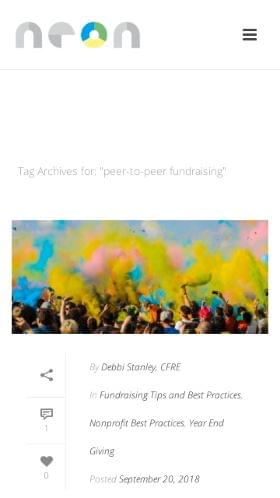 neon
Tag Archives for: "peer-to-peer fundraising"
By Debbi Stanley, CFRE
In Fundraising Tips and Best Practices,
Nonprofit Best Practices, Year End
Giving
1
0
Posted September 20, 2018